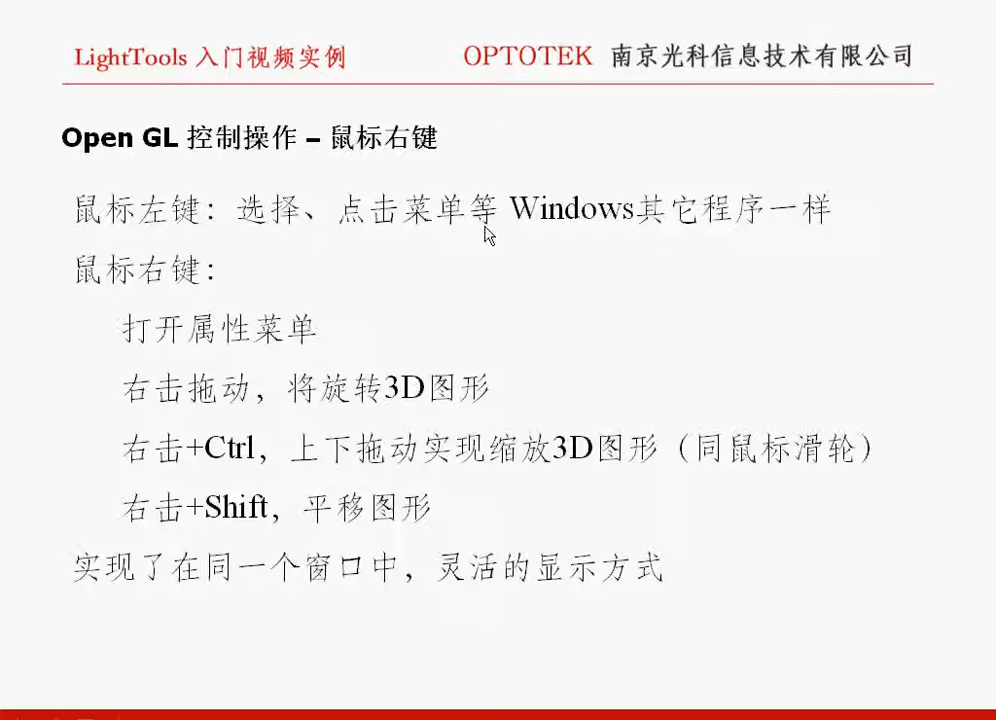 LightTools 入门视频实例 OPTOTEK 南京光科信息技术有限公司
Open GL 控制操作 – 鼠标右键
鼠标左键：选择、点击菜单等 Windows其它程序一样
鼠标右键：
打开属性菜单
右击拖动，将旋转3D图形
右击+Ctrl，上下拖动实现缩放3D图形（同鼠标滑轮）
右击+Shift，平移图形
实现了在同一个窗口中，灵活的显示方式